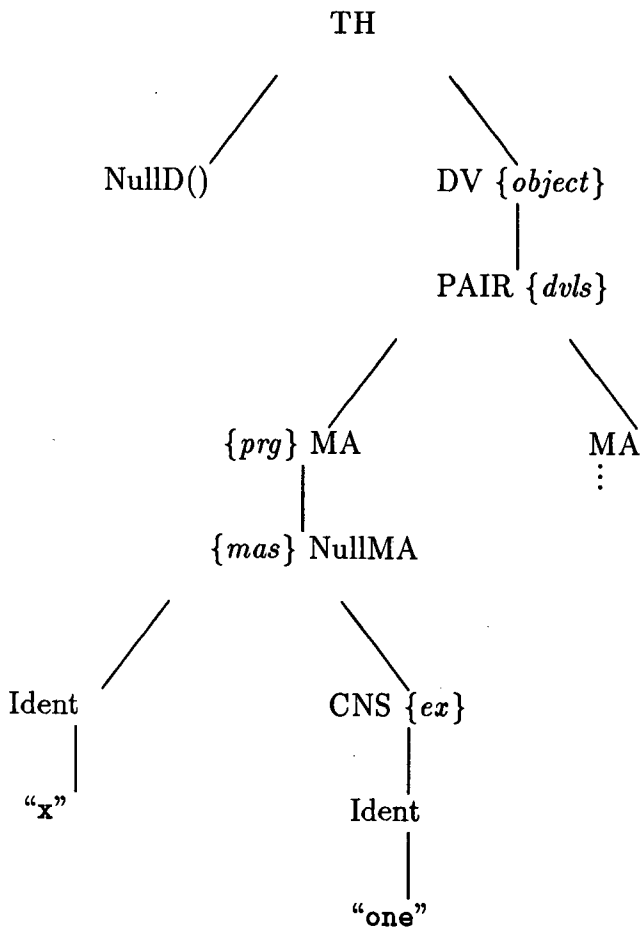 TH
NullD() DV {object}
PAIR {dvls}
{prg} MA MA
⋮
{mas} NullMA
Ident CNS {ex}
“x” Ident
“one”